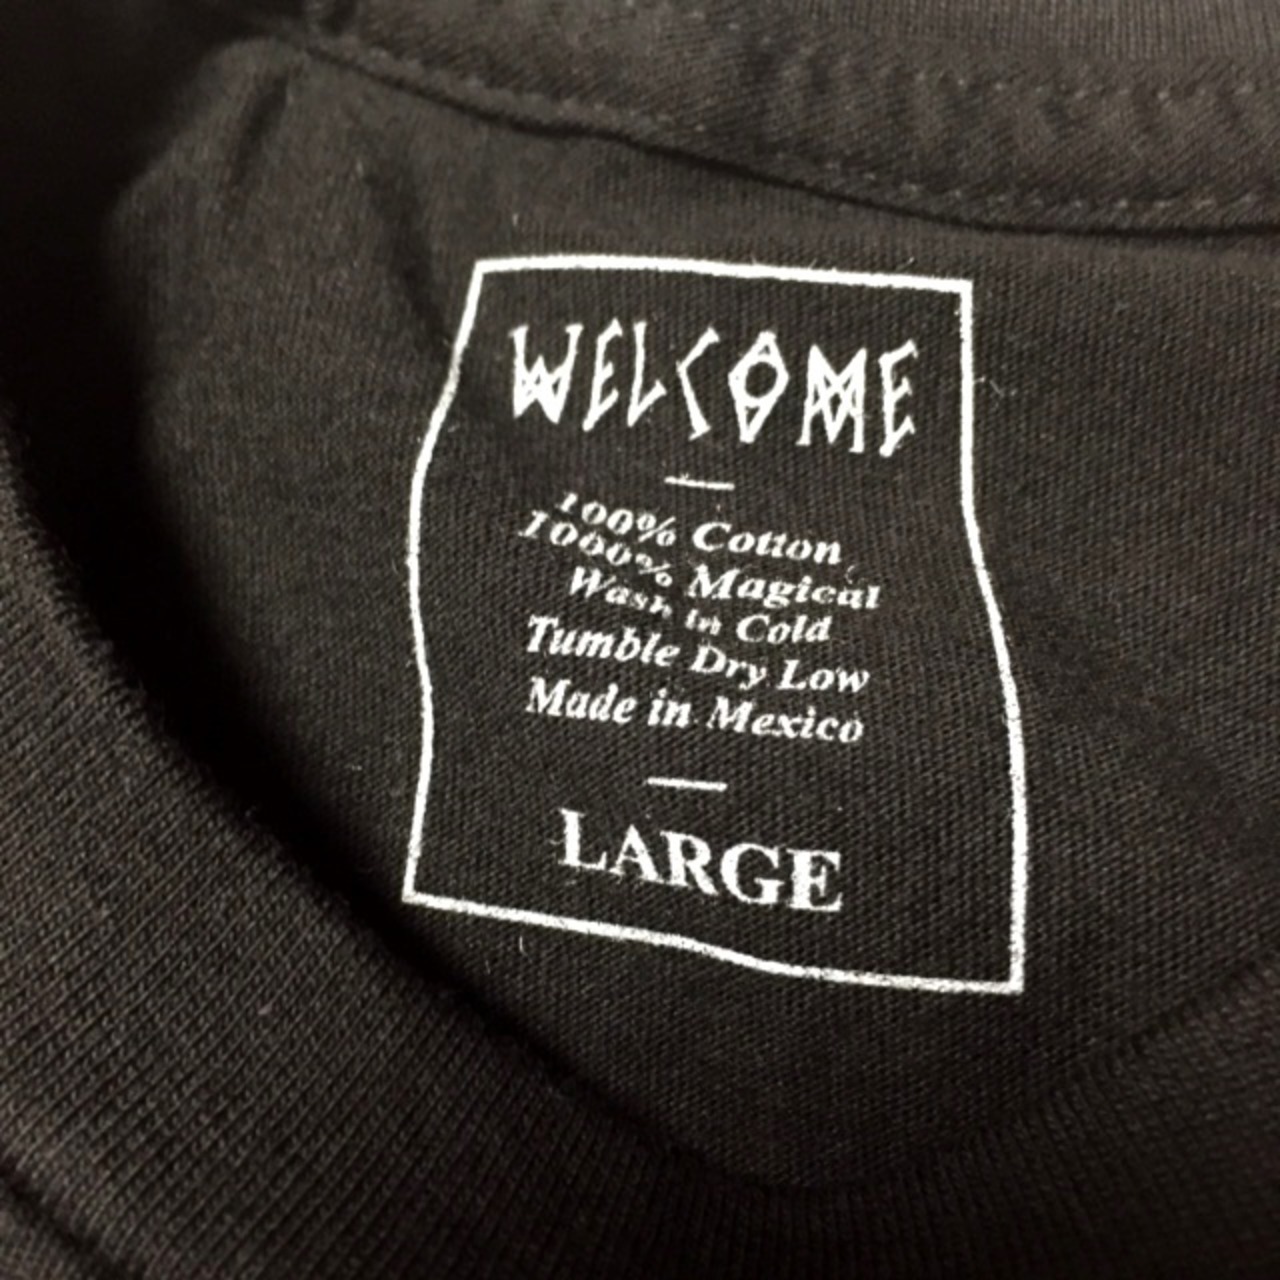 WELCOME
100% Cotton
1000% Magical
Wash in Cold
Tumble Dry Low
Made in Mexico
LARGE